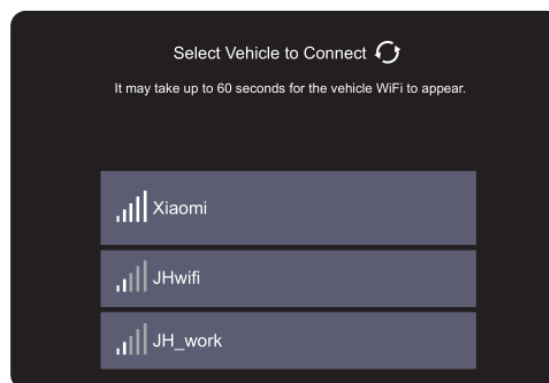 Select Vehicle to Connect
It may take up to 60 seconds for the vehicle WiFi to appear.
Xiaomi
JHwifi
JH_work